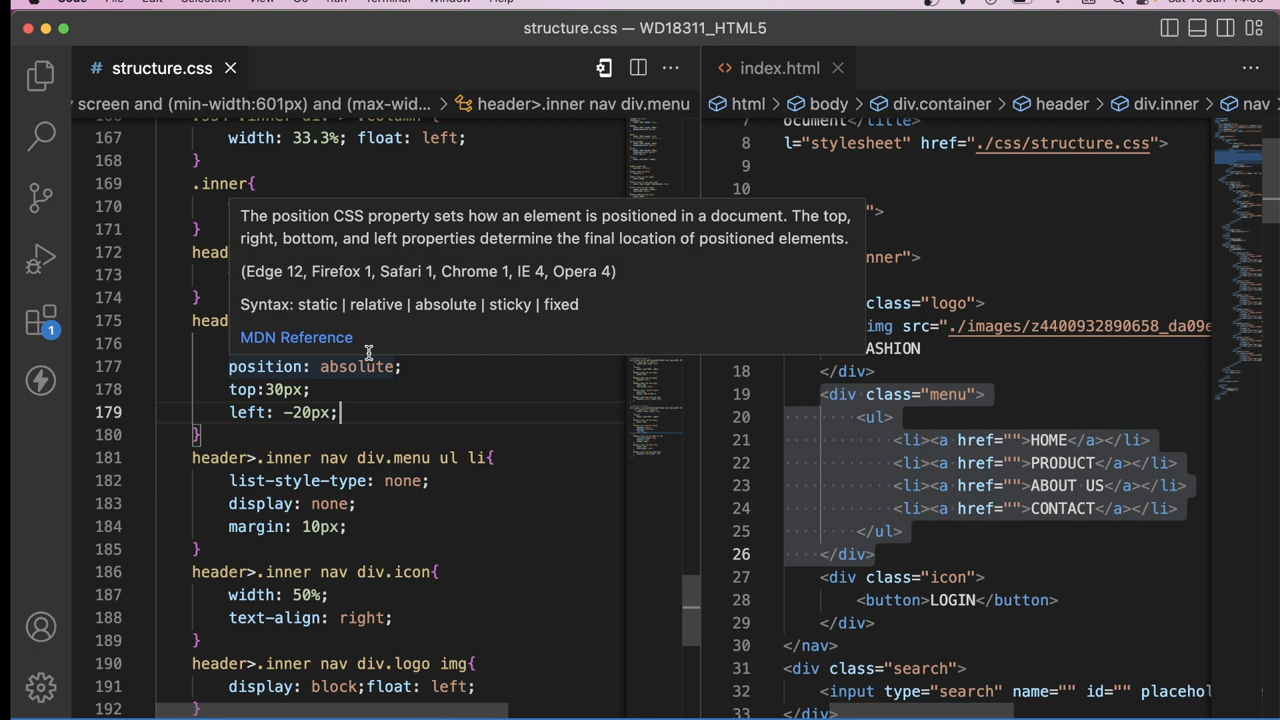 structure.css — WD18311_HTML5
# structure.css
screen and (min-width:601px) and (max-wid... > header>.inner nav div.menu
167 width: 33.3%; float: left;
168 }
169 .inner{
170
171 }
172 head
173
174 }
175 head
176
177 position: absolute;
178 top:30px;
179 left: -20px;
180 }
181 header>.inner nav div.menu ul li{
182 list-style-type: none;
183 display: none;
184 margin: 10px;
185 }
186 header>.inner nav div.icon{
187 width: 50%;
188 text-align: right;
189 }
190 header>.inner nav div.logo img{
191 display: block;float: left;
192 }
The position CSS property sets how an element is positioned in a document. The top,
right, bottom, and left properties determine the final location of positioned elements.
(Edge 12, Firefox 1, Safari 1, Chrome 1, IE 4, Opera 4)
Syntax: static | relative | absolute | sticky | fixed
MDN Reference
1
<> index.html
html > body > div.container > header > div.inner > nav >
7 ocument</title>
8 l="stylesheet" href="./css/structure.css">
9
10
">
nner">
class="logo">
img src="./images/z4400932890658_da09e
ASHION
18 </div>
19 <div class="menu">
20 <ul>
21 <li><a href="">HOME</a></li>
22 <li><a href="">PRODUCT</a></li>
23 <li><a href="">ABOUT US</a></li>
24 <li><a href="">CONTACT</a></li>
25 </ul>
26 </div>
27 <div class="icon">
28 <button>LOGIN</button>
29 </div>
30 </nav>
31 <div class="search">
32 <input type="search" name="" id="" placehol
33 </div>